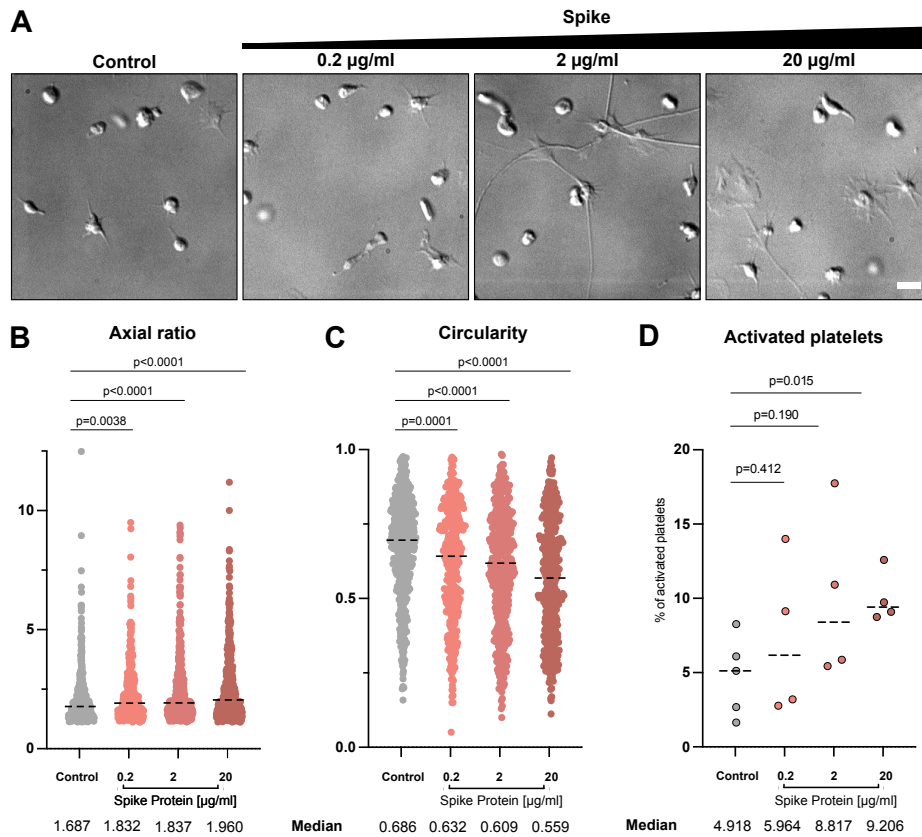 A
Spike
Control
0.2 µg/ml
2 µg/ml
20 µg/ml
B
Axial ratio
p<0.0001
p<0.0001
p=0.0038
10
5
0
Control
0.2
2
20
Spike Protein [µg/ml]
1.687 1.832 1.837 1.960
C
Circularity
p<0.0001
p<0.0001
p=0.0001
1.0
0.5
0.0
Control
0.2
2
20
Spike Protein [µg/ml]
Median 0.686 0.632 0.609 0.559
D
Activated platelets
p=0.015
p=0.190
p=0.412
% of activated platelets
20
15
10
5
0
Control
0.2
2
20
Spike Protein [µg/ml]
Median 4.918 5.964 8.817 9.206